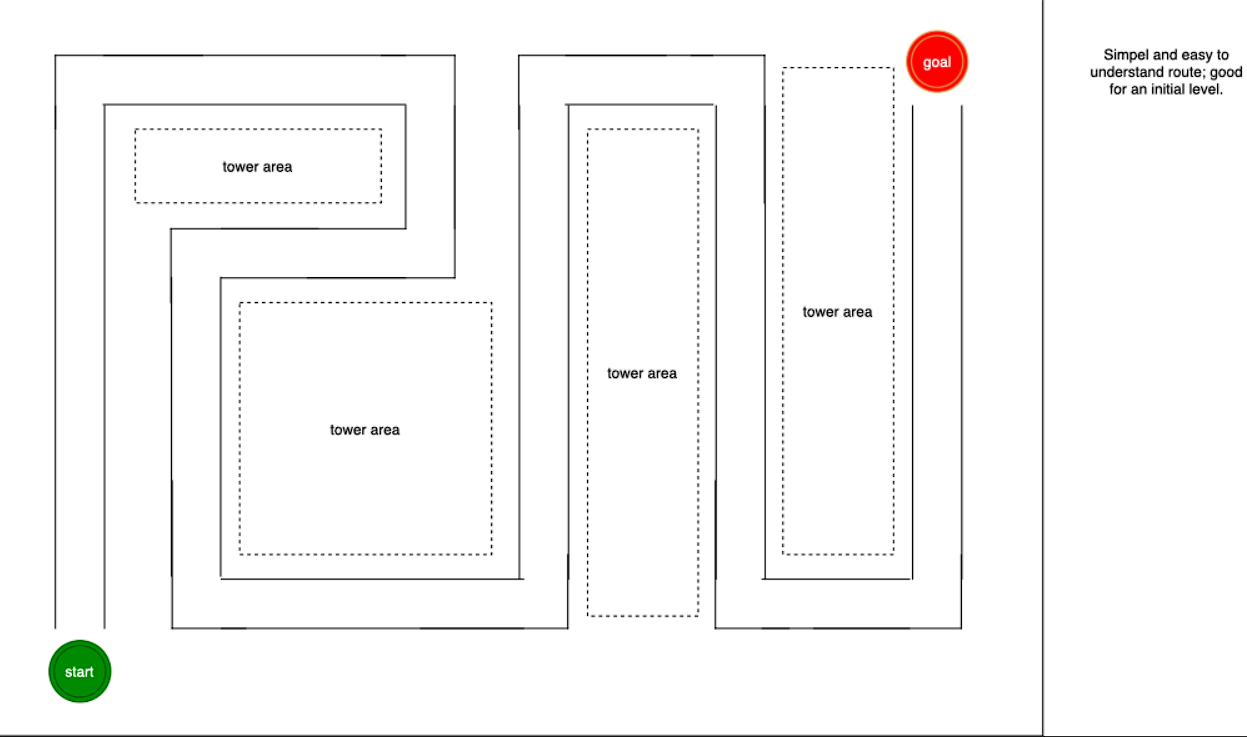 goal
Simpel and easy to
understand route; good
for an initial level.
tower area
tower area
tower area
tower area
start